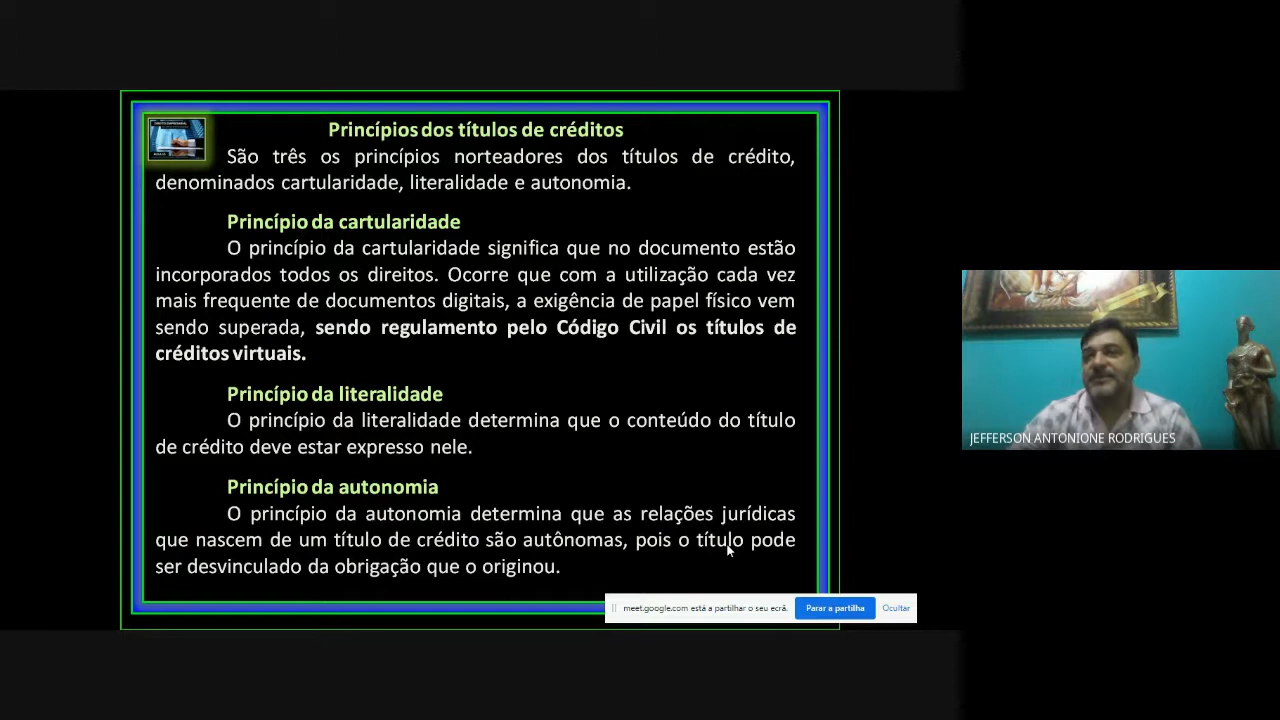 Princípios dos títulos de créditos
São três os princípios norteadores dos títulos de crédito,
denominados cartularidade, literalidade e autonomia.
Princípio da cartularidade
O princípio da cartularidade significa que no documento estão
incorporados todos os direitos. Ocorre que com a utilização cada vez
mais frequente de documentos digitais, a exigência de papel físico vem
sendo superada, sendo regulamento pelo Código Civil os títulos de
créditos virtuais.
Princípio da literalidade
O princípio da literalidade determina que o conteúdo do título
de crédito deve estar expresso nele.
Princípio da autonomia
O princípio da autonomia determina que as relações jurídicas
que nascem de um título de crédito são autônomas, pois o título pode
ser desvinculado da obrigação que o originou.
meet.google.com está a partilhar o seu ecrã.
Parar a partilha
Ocultar
JEFFERSON ANTONIONE RODRIGUES